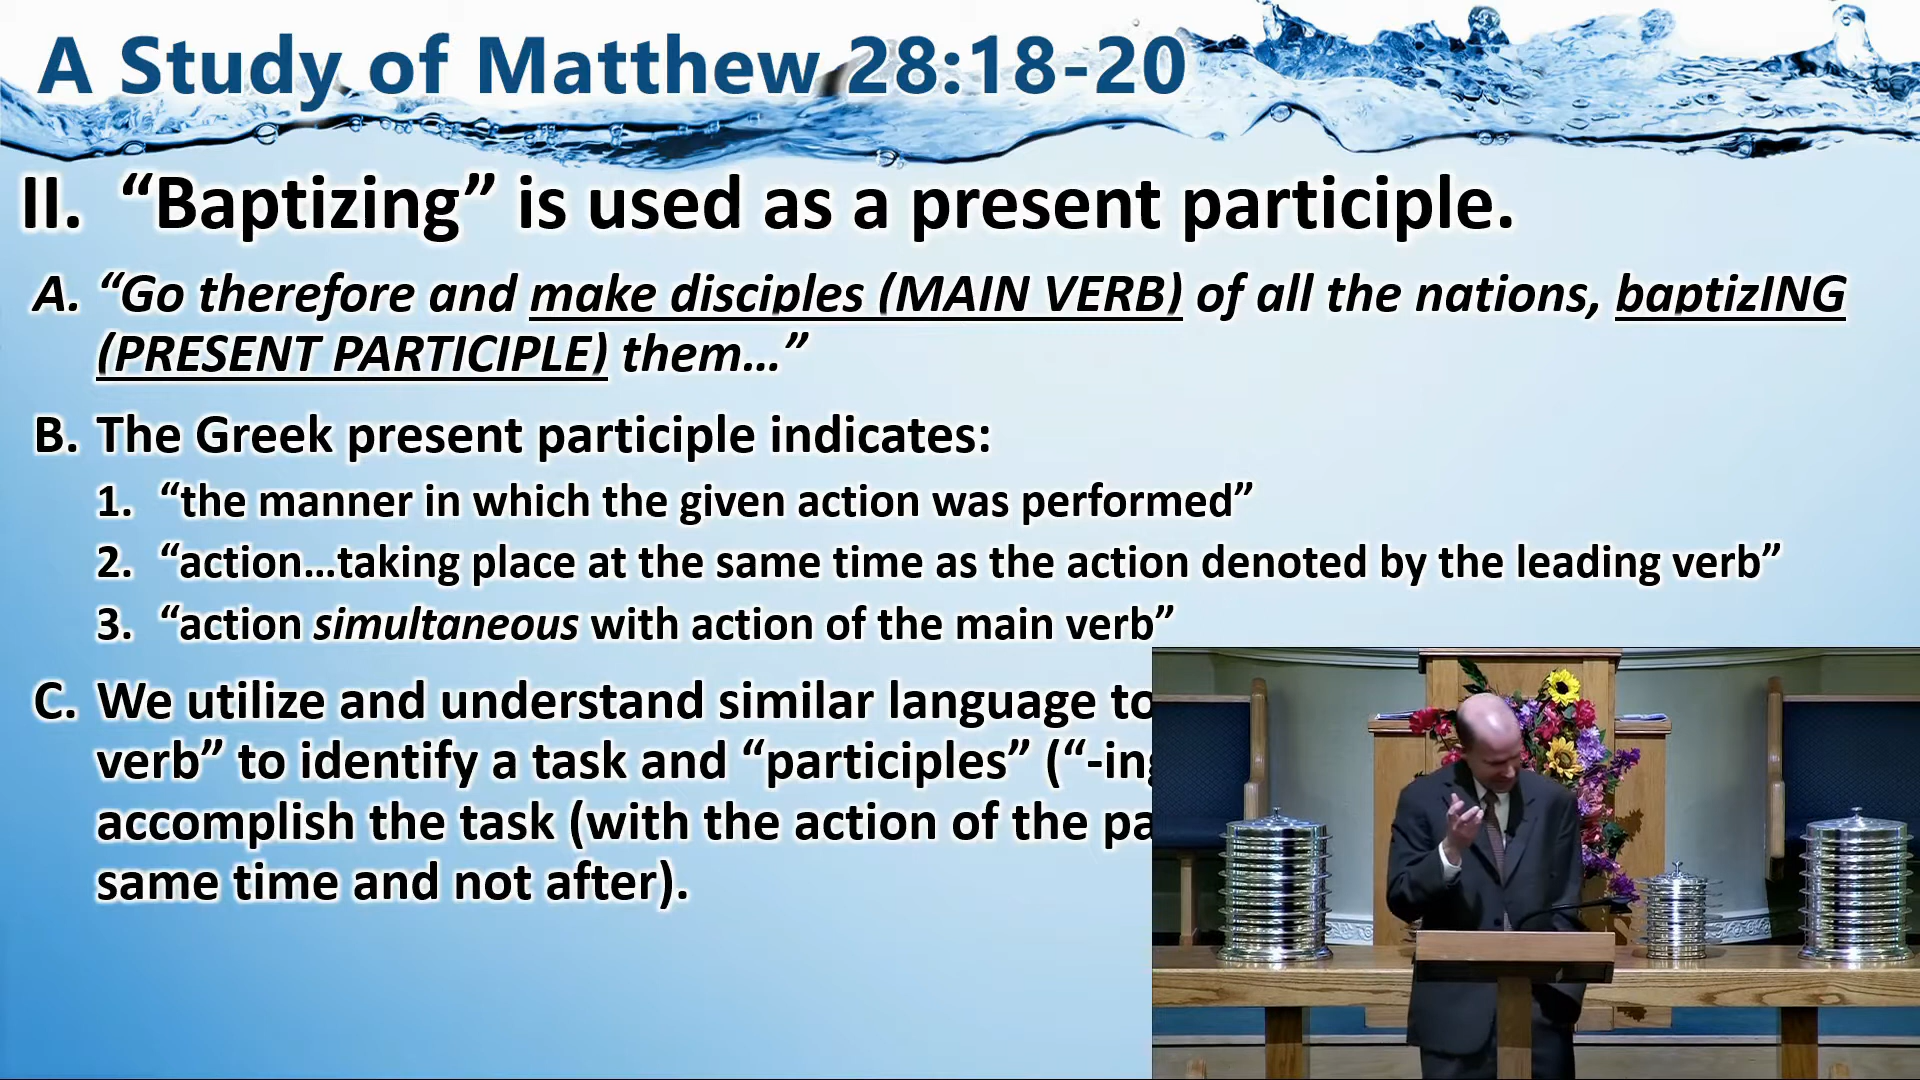 A Study of Matthew 28:18-20
II. “Baptizing” is used as a present participle.
A. “Go therefore and make disciples (MAIN VERB) of all the nations, baptizING
(PRESENT PARTICIPLE) them…”
B. The Greek present participle indicates:
1. “the manner in which the given action was performed”
2. “action…taking place at the same time as the action denoted by the leading verb”
3. “action simultaneous with action of the main verb”
C. We utilize and understand similar language
verb” to identify a task and “participles” (“-ing
accomplish the task (with the action of the
same time and not after).